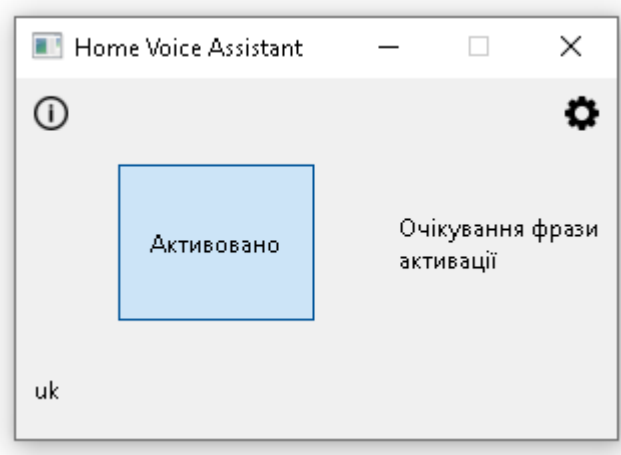 Home Voice Assistant
Активовано
Очікування фрази
активації
uk